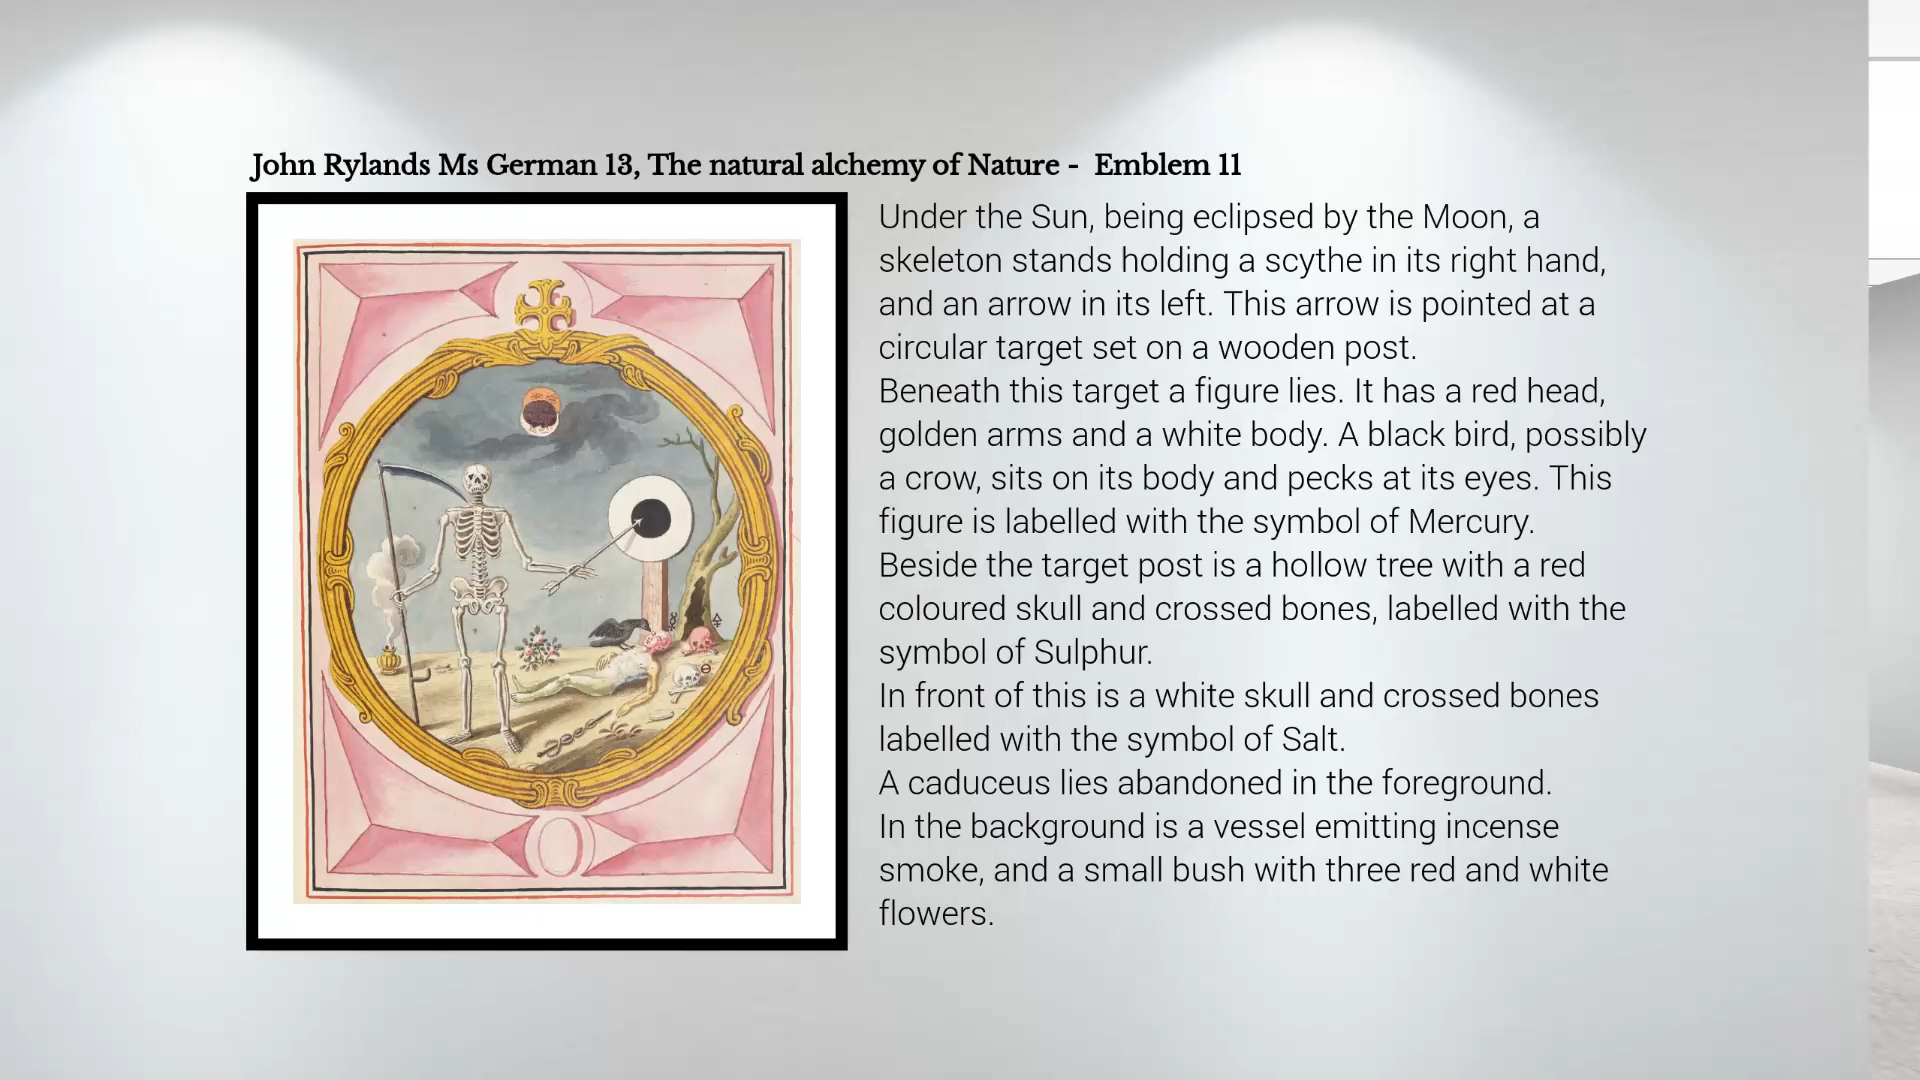 John Rylands Ms German 13, The natural alchemy of Nature - Emblem 11
Under the Sun, being eclipsed by the Moon, a
skeleton stands holding a scythe in its right hand,
and an arrow in its left. This arrow is pointed at a
circular target set on a wooden post.
Beneath this target a figure lies. It has a red head,
golden arms and a white body. A black bird, possibly
a crow, sits on its body and pecks at its eyes. This
figure is labelled with the symbol of Mercury.
Beside the target post is a hollow tree with a red
coloured skull and crossed bones, labelled with the
symbol of Sulphur.
In front of this is a white skull and crossed bones
labelled with the symbol of Salt.
A caduceus lies abandoned in the foreground.
In the background is a vessel emitting incense
smoke, and a small bush with three red and white
flowers.